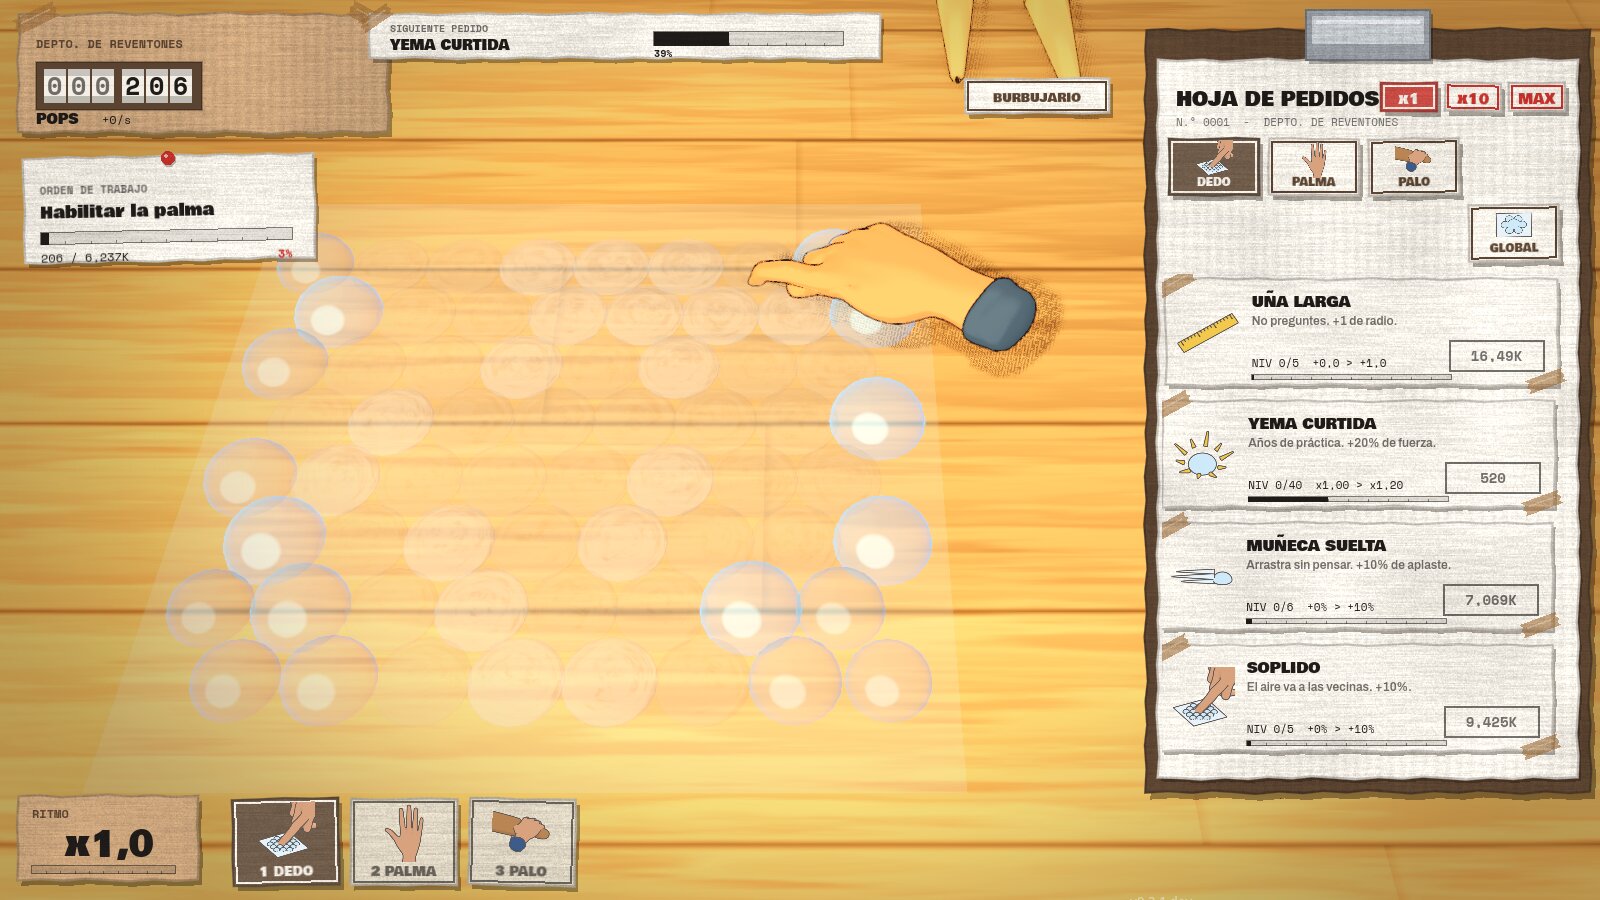 DEPTO. DE REVENTONES
000206
POPS +0/s
SIGUIENTE PEDIDO
YEMA CURTIDA
39%
BURBUJARIO
ORDEN DE TRABAJO
Habilitar la palma
206 / 6,237K 3%
HOJA DE PEDIDOS x1 x10 MAX
N.º 0001 - DEPTO. DE REVENTONES
DEDO PALMA PALO
GLOBAL
UÑA LARGA
No preguntes. +1 de radio.
NIV 0/5 +0,0 > +1,0 16,49K
YEMA CURTIDA
Años de práctica. +20% de fuerza.
NIV 0/40 x1,00 > x1,20 520
MUÑECA SUELTA
Arrastra sin pensar. +10% de aplaste.
NIV 0/6 +0% > +10% 7,069K
SOPLIDO
El aire va a las vecinas. +10%.
NIV 0/5 +0% > +10% 9,425K
RITMO
x1,0
1 DEDO 2 PALMA 3 PALO